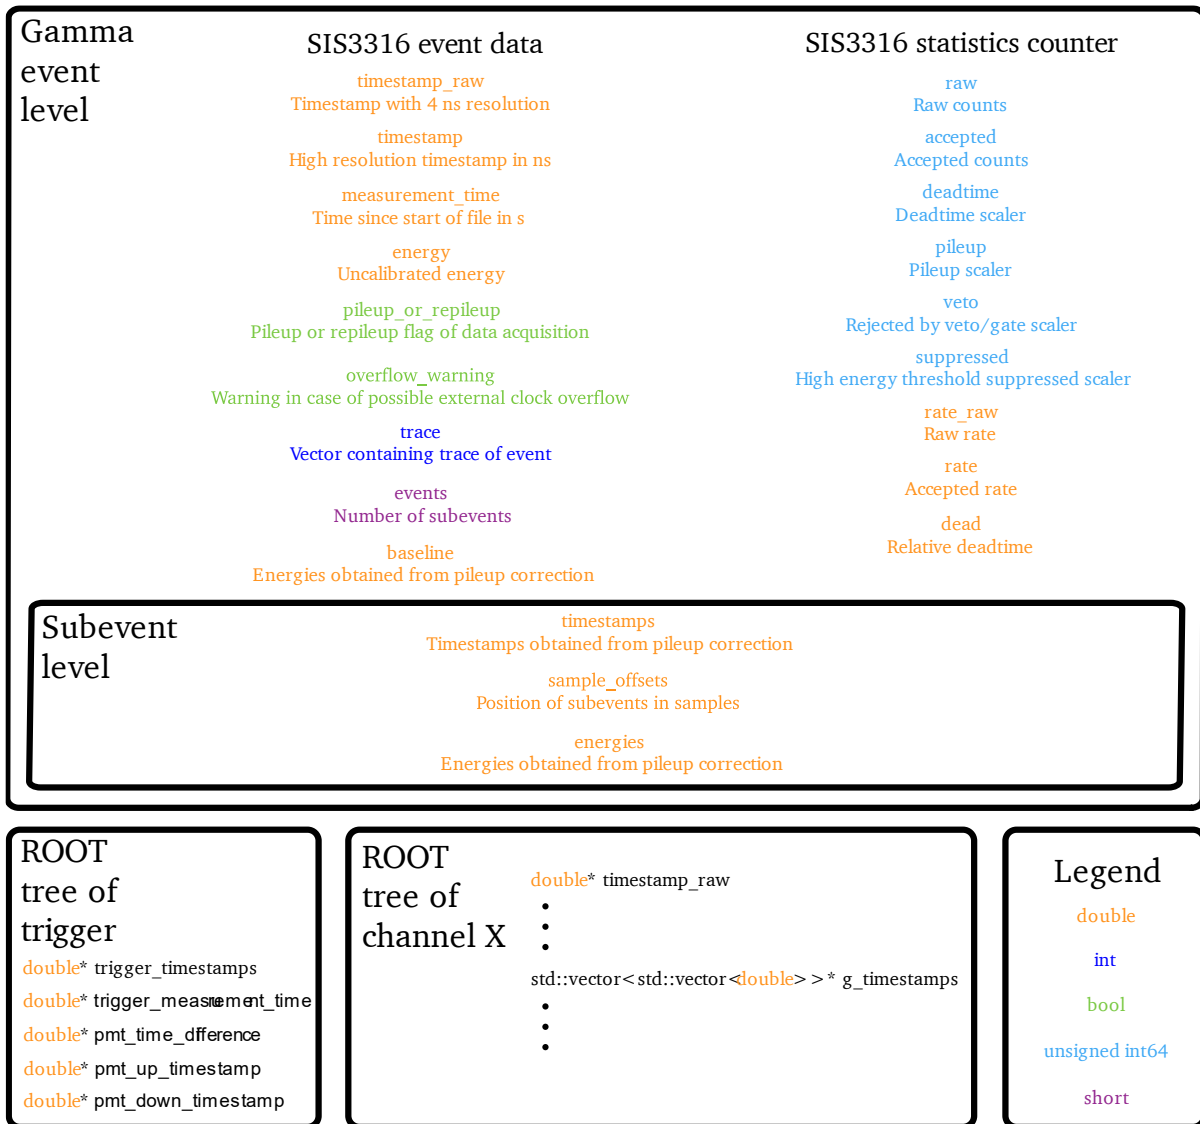 Gamma
event
level
SIS3316 event data
timestamp_raw
Timestamp with 4 ns resolution
timestamp
High resolution timestamp in ns
measurement_time
Time since start of file in s
energy
Uncalibrated energy
pileup_or_repileup
Pileup or repileup flag of data acquisition
overflow_warning
Warning in case of possible external clock overflow
trace
Vector containing trace of event
events
Number of subevents
baseline
Energies obtained from pileup correction
SIS3316 statistics counter
raw
Raw counts
accepted
Accepted counts
deadtime
Deadtime scaler
pileup
Pileup scaler
veto
Rejected by veto/gate scaler
suppressed
High energy threshold suppressed scaler
rate_raw
Raw rate
rate
Accepted rate
dead
Relative deadtime
Subevent
level
timestamps
Timestamps obtained from pileup correction
sample_offsets
Position of subevents in samples
energies
Energies obtained from pileup correction
ROOT
tree of
trigger
double* trigger_timestamps
double* trigger_measurement_time
double* pmt_time_difference
double* pmt_up_timestamp
double* pmt_down_timestamp
ROOT
tree of
channel X
double* timestamp_raw
•
•
•
std::vector<std::vector<double>>* g_timestamps
•
•
•
Legend
double
int
bool
unsigned int64
short